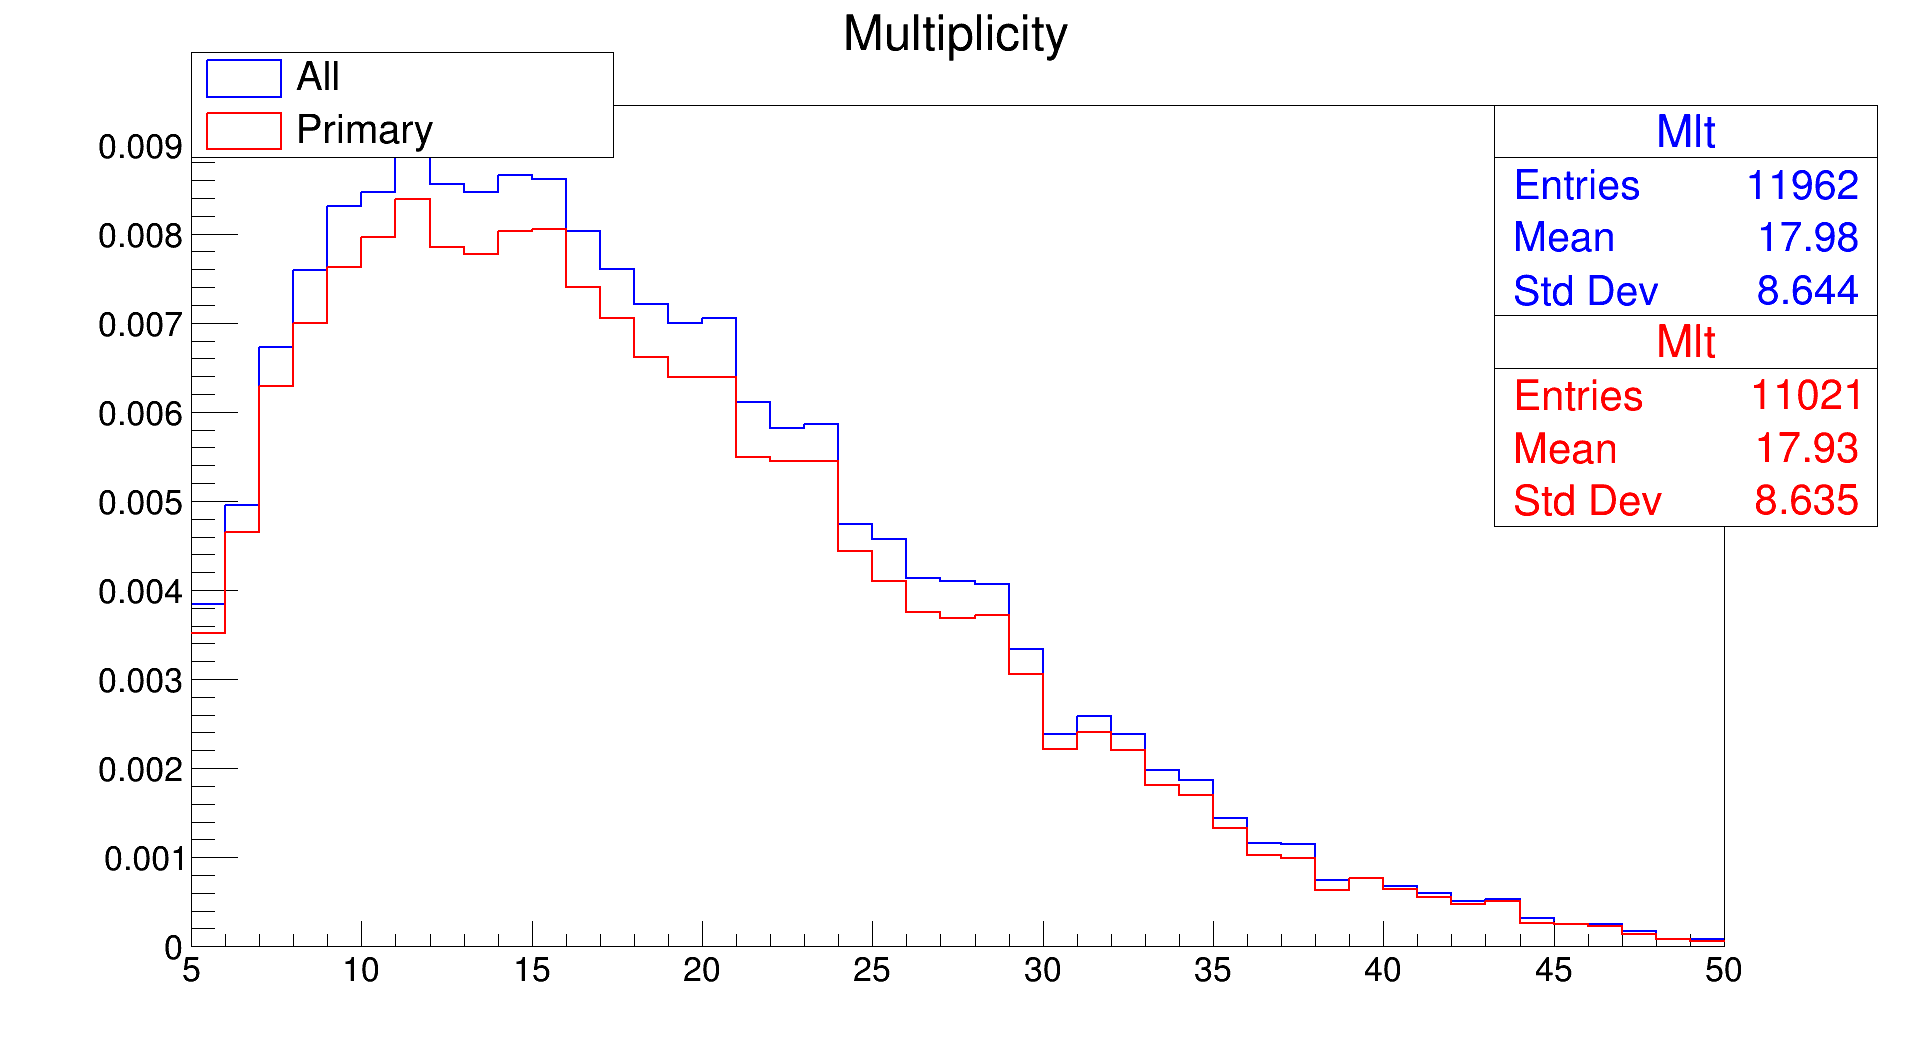 Multiplicity
All
Primary
Mlt
Entries 11962
Mean 17.98
Std Dev 8.644
Mlt
Entries 11021
Mean 17.93
Std Dev 8.635
0.009
0.008
0.007
0.006
0.005
0.004
0.003
0.002
0.001
0
5 10 15 20 25 30 35 40 45 50